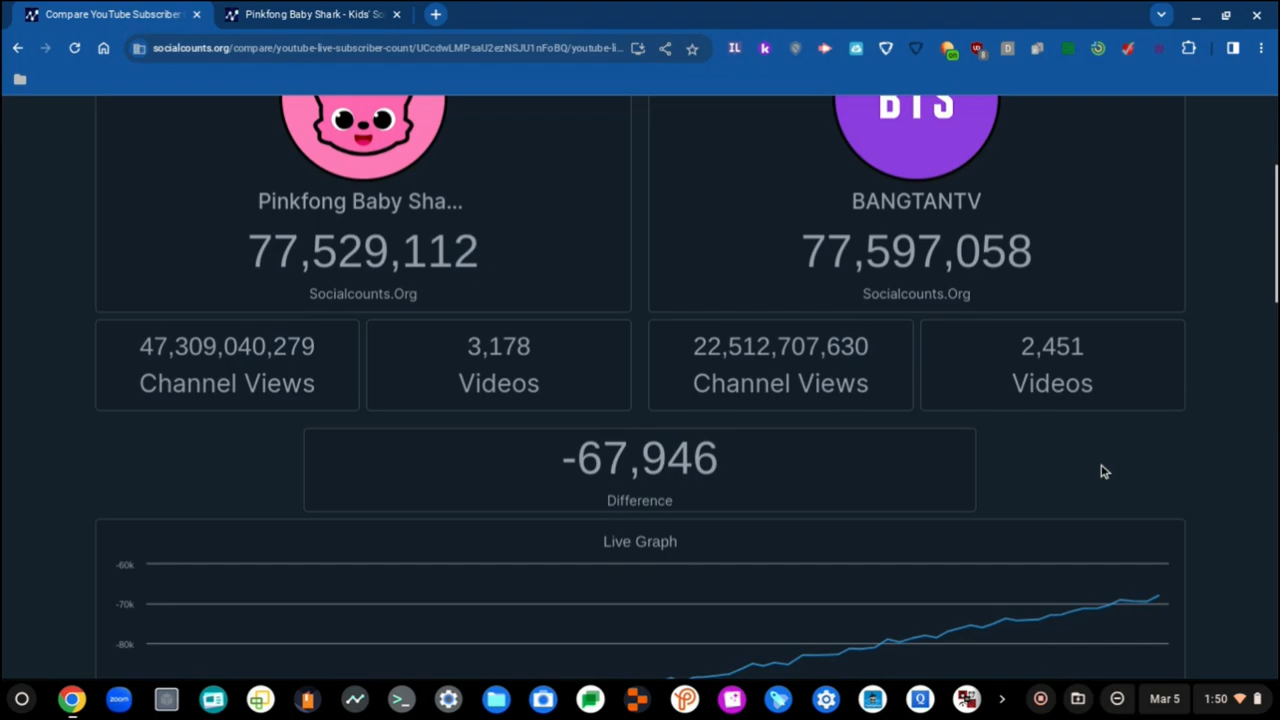 Compare YouTube Subscriber
Pinkfong Baby Shark - Kids' So
socialcounts.org/compare/youtube-live-subscriber-count/UCcdwLMPsaU2ezNSJU1nFoBQ/youtube-li...
BTS
Pinkfong Baby Sha...
BANGTANTV
77,529,112
77,597,058
Socialcounts.Org
Socialcounts.Org
47,309,040,279
3,178
22,512,707,630
2,451
Channel Views
Videos
Channel Views
Videos
-67,946
Difference
Live Graph
-60k
-70k
-80k
zoom
Mar 5
1:50